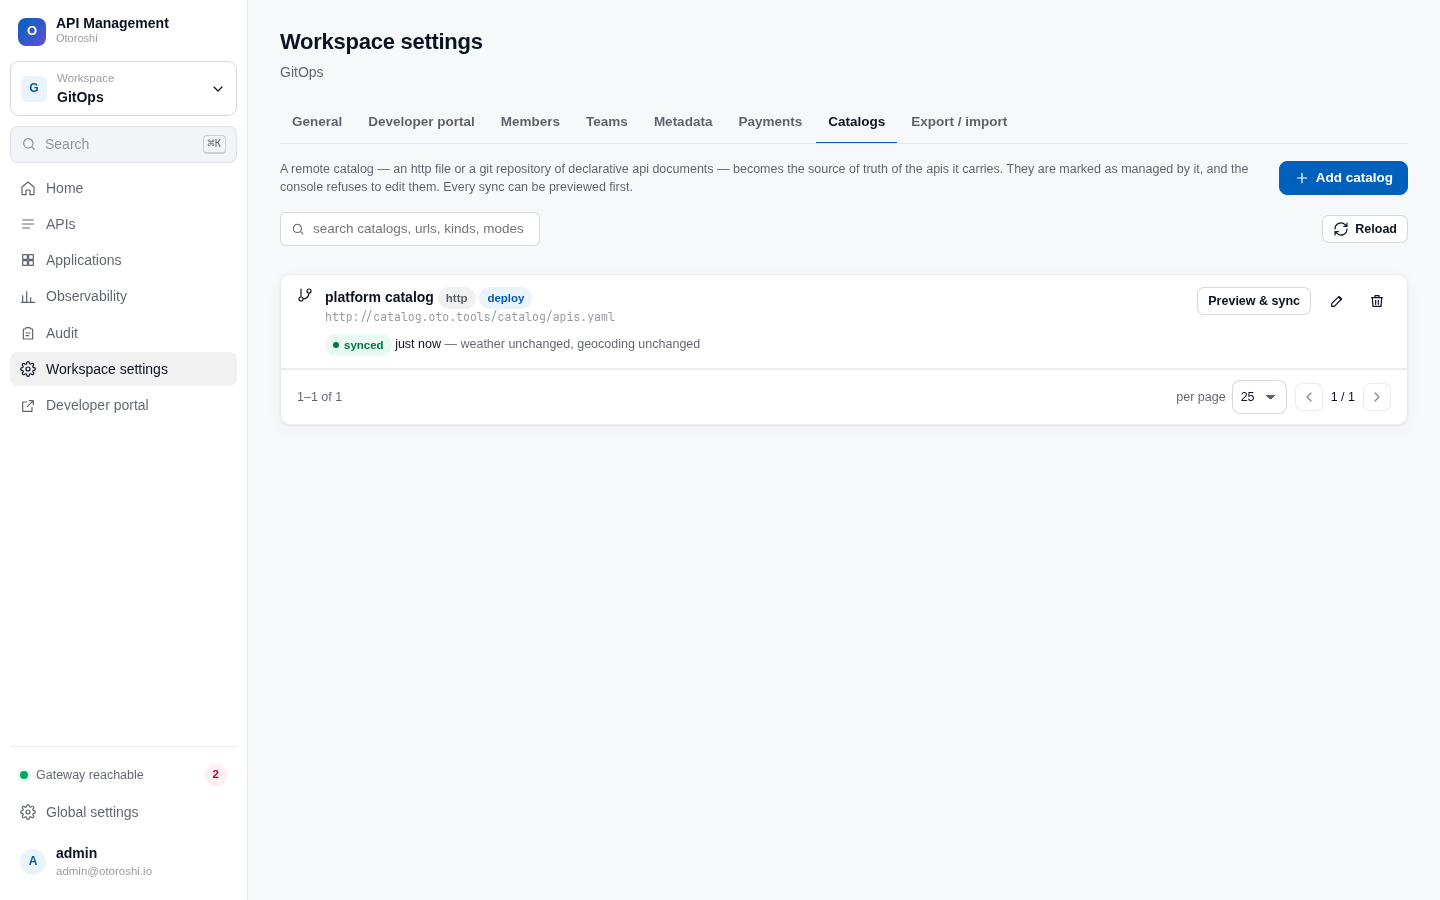 O
API Management
Otoroshi
G
Workspace
GitOps
Search
⌘K
Home
APIs
Applications
Observability
Audit
Workspace settings
Developer portal
Gateway reachable
2
Global settings
A
admin
admin@otoroshi.io
Workspace settings
GitOps
General Developer portal Members Teams Metadata Payments Catalogs Export / import
A remote catalog — an http file or a git repository of declarative api documents — becomes the source of truth of the apis it carries. They are marked as managed by it, and the
console refuses to edit them. Every sync can be previewed first.
Add catalog
search catalogs, urls, kinds, modes
Reload
platform catalog http deploy
http://catalog.oto.tools/catalog/apis.yaml
synced just now — weather unchanged, geocoding unchanged
Preview & sync
1–1 of 1
per page 25 1 / 1